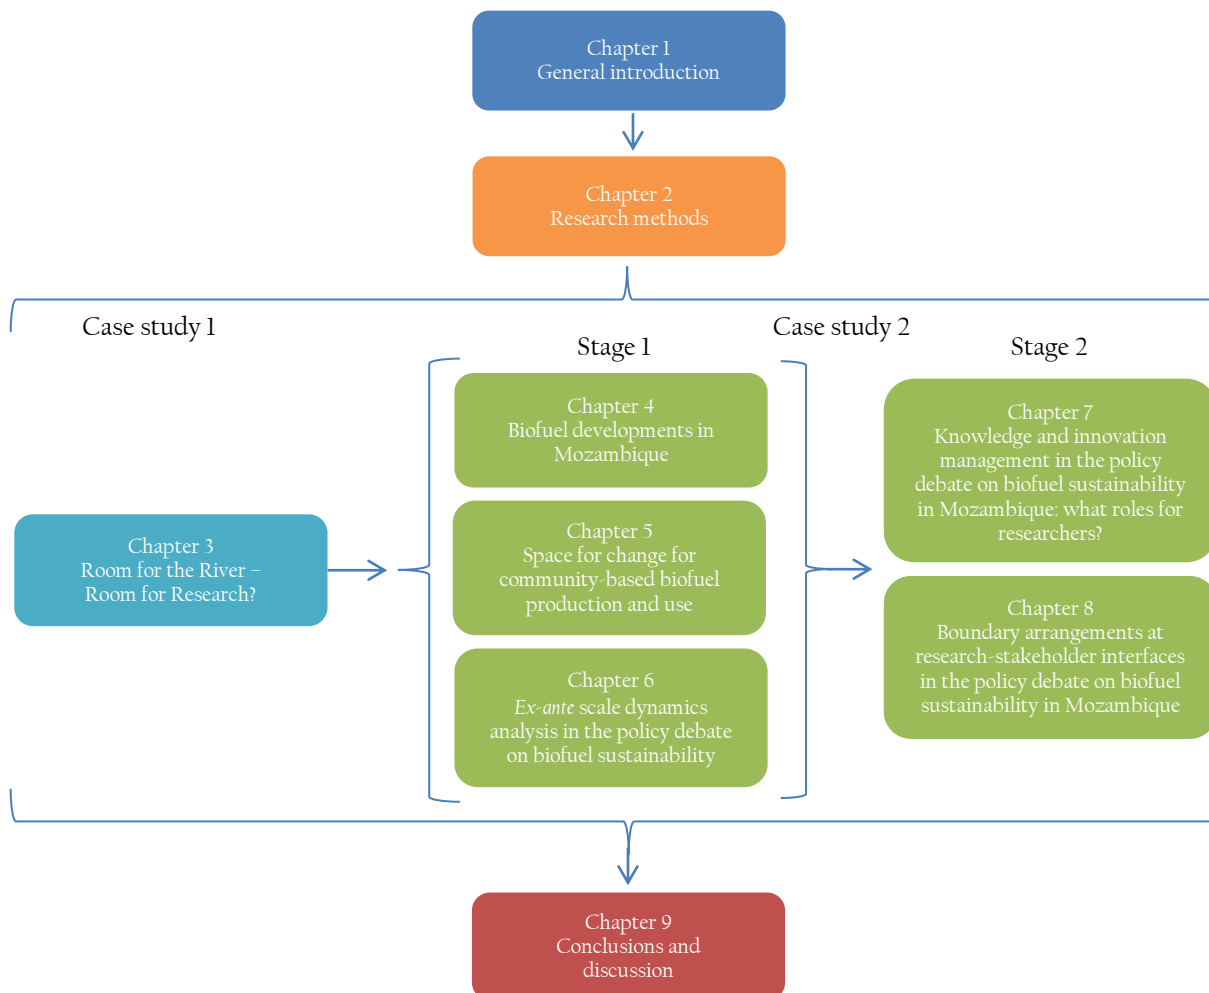 Chapter 1
General introduction
Chapter 2
Research methods
Case study 1
Case study 2
Stage 1
Stage 2
Chapter 3
Room for the River –
Room for Research?
Chapter 4
Biofuel developments in
Mozambique
Chapter 5
Space for change for
community-based biofuel
production and use
Chapter 6
Ex-ante scale dynamics
analysis in the policy debate
on biofuel sustainability
Chapter 7
Knowledge and innovation
management in the policy
debate on biofuel sustainability
in Mozambique: what roles for
researchers?
Chapter 8
Boundary arrangements at
research-stakeholder interfaces
in the policy debate on biofuel
sustainability in Mozambique
Chapter 9
Conclusions and
discussion